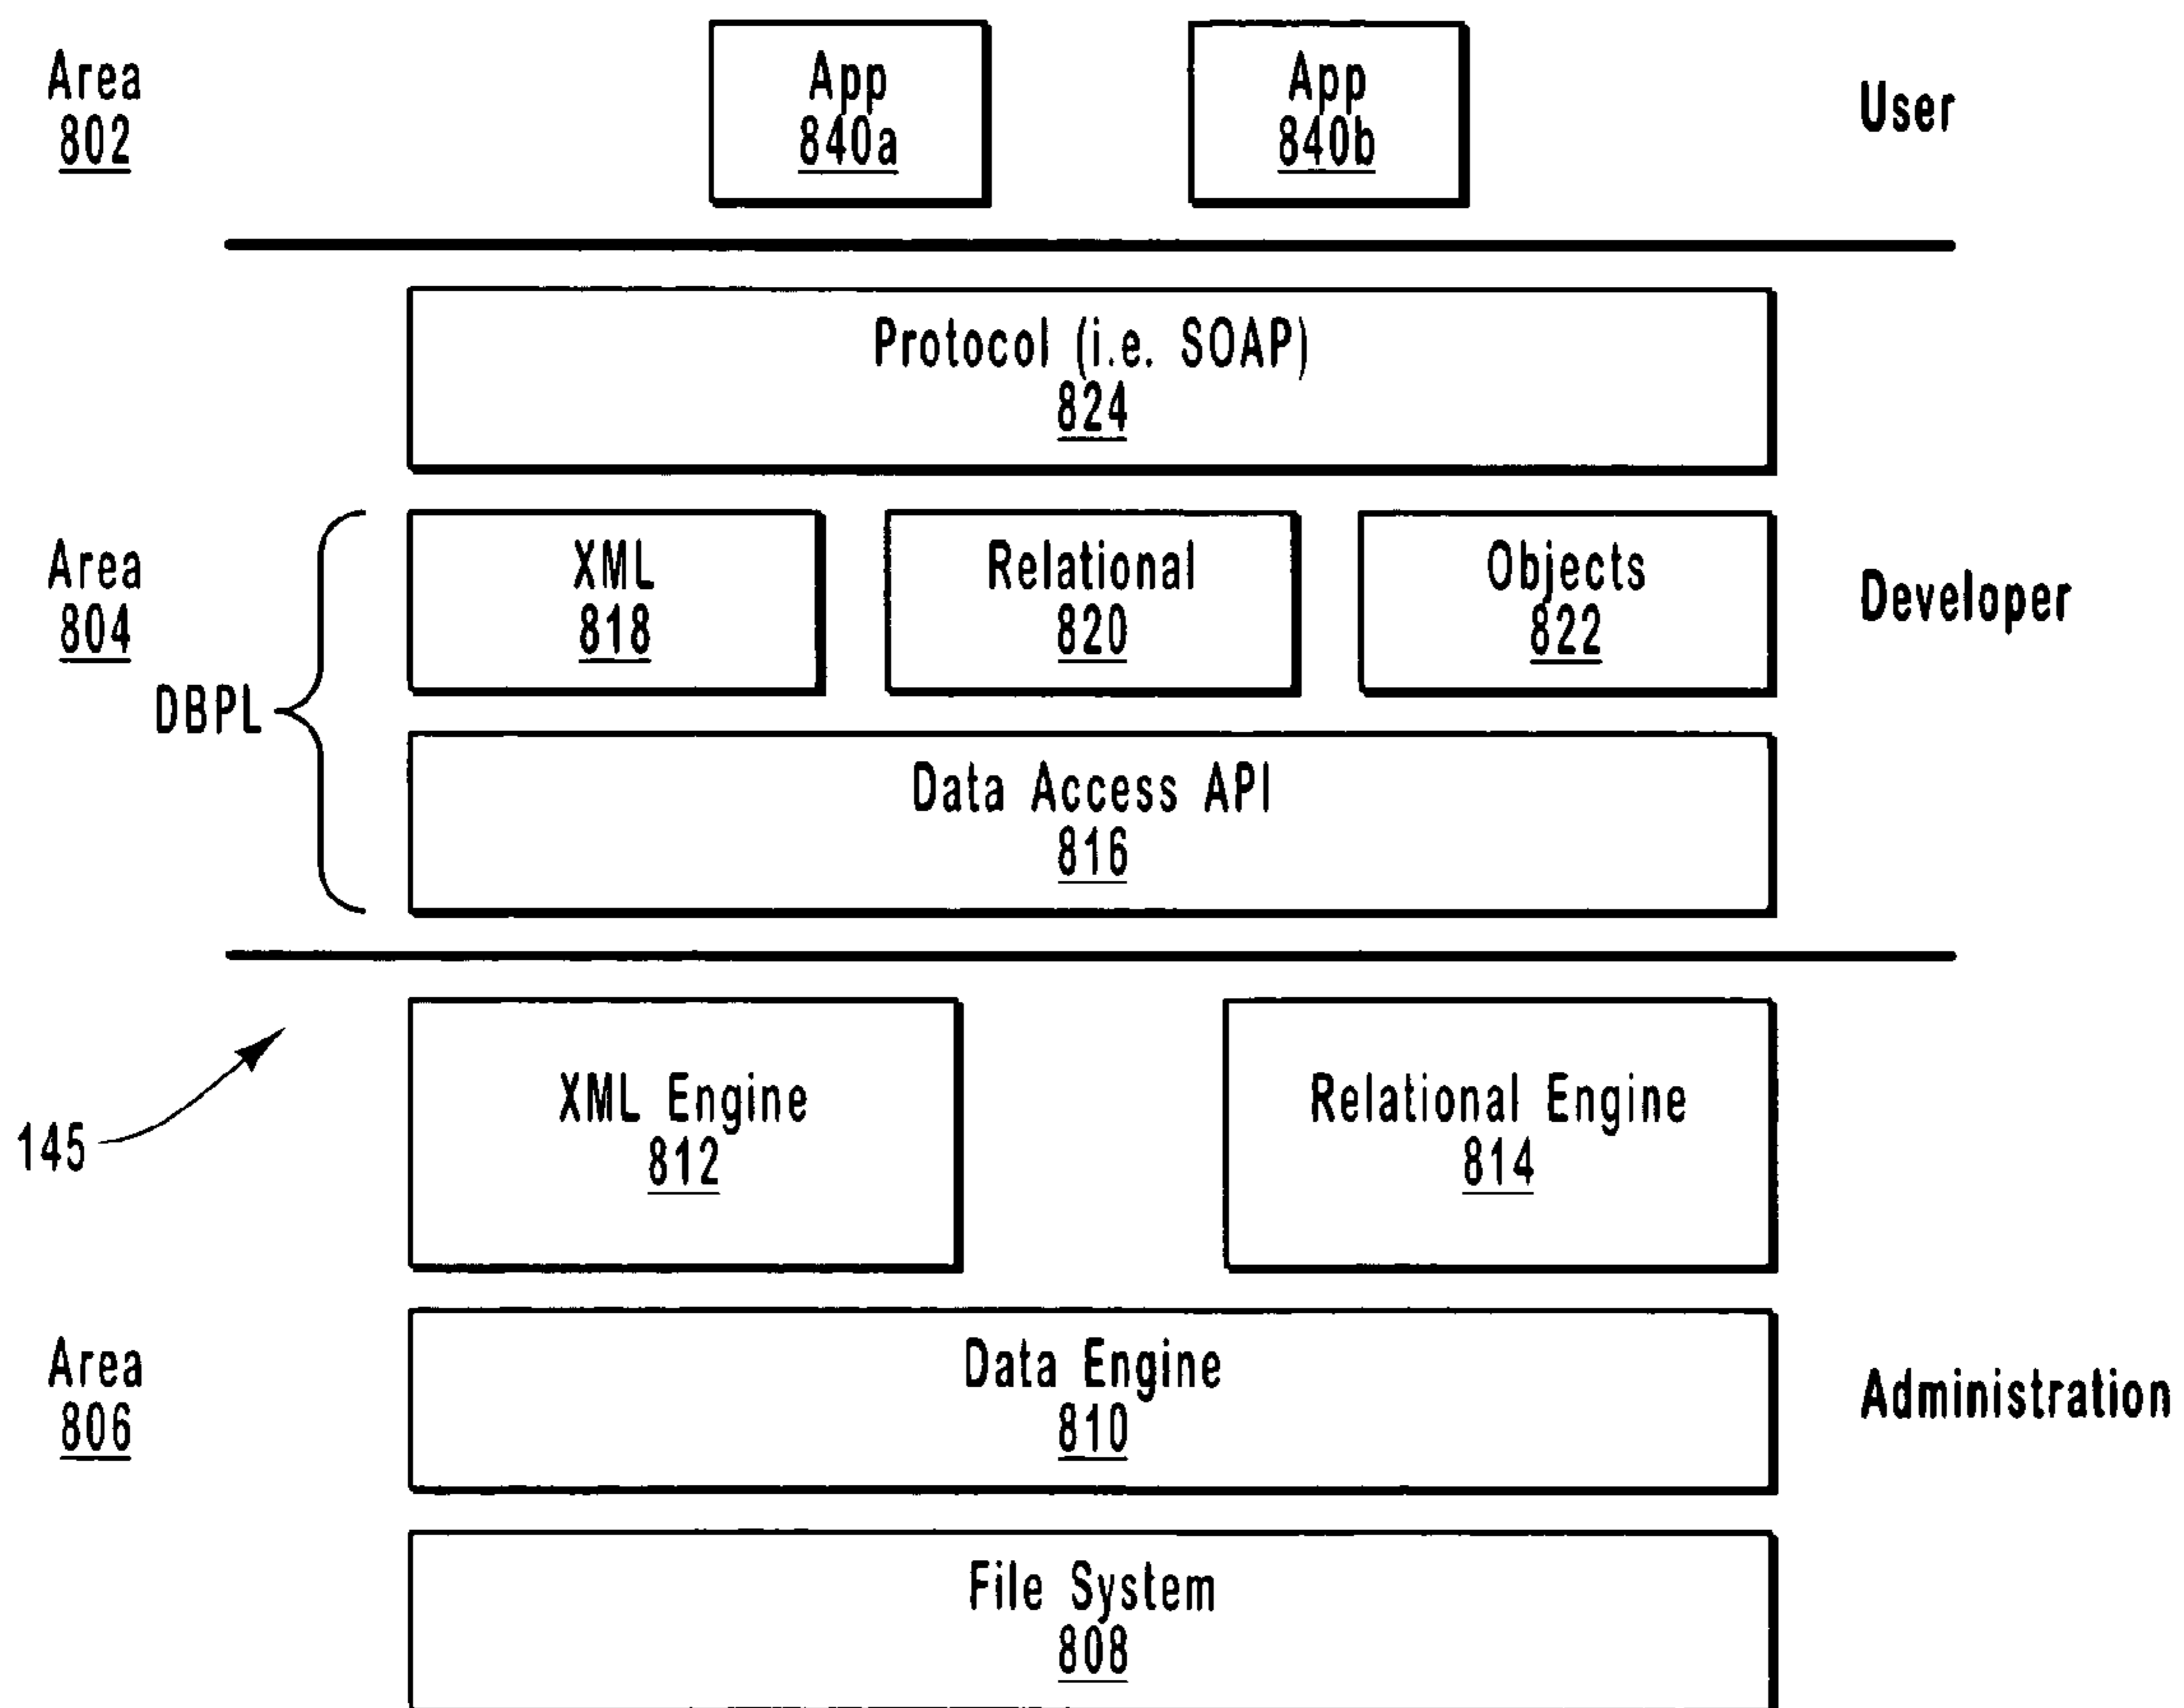 Area
802
App
840a
App
840b
User
Protocol (i.e. SOAP)
824
Area
804
XML
818
Relational
820
Objects
822
Developer
DBPL
Data Access API
816
145
XML Engine
812
Relational Engine
814
Area
806
Data Engine
810
Administration
File System
808